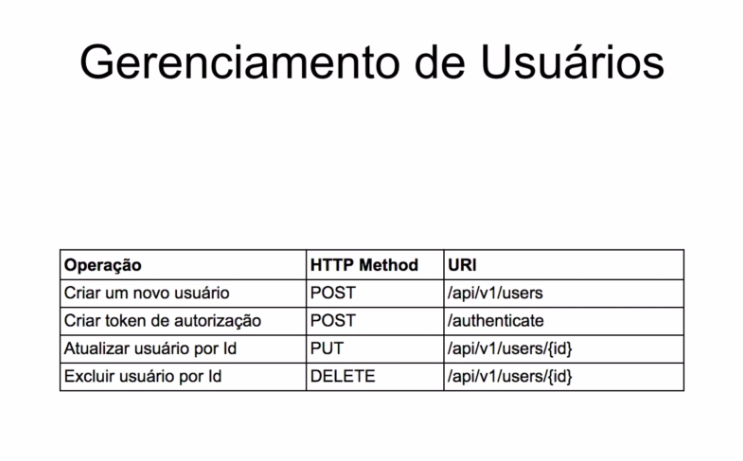 Gerenciamento de Usuários
Operação HTTP Method URI
Criar um novo usuário POST /api/v1/users
Criar token de autorização POST /authenticate
Atualizar usuário por Id PUT /api/v1/users/{id}
Excluir usuário por Id DELETE /api/v1/users/{id}